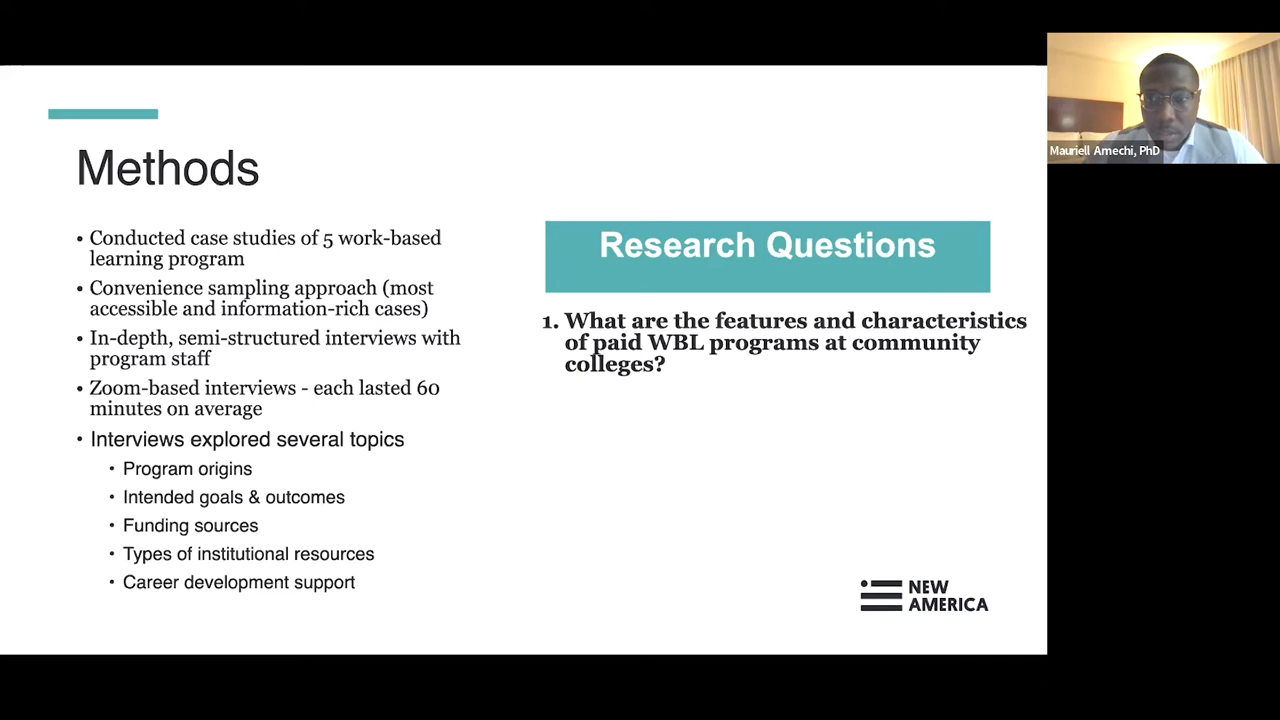 Methods
• Conducted case studies of 5 work-based
learning program
• Convenience sampling approach (most
accessible and information-rich cases)
• In-depth, semi-structured interviews with
program staff
• Zoom-based interviews - each lasted 60
minutes on average
• Interviews explored several topics
• Program origins
• Intended goals & outcomes
• Funding sources
• Types of institutional resources
• Career development support
Research Questions
1. What are the features and characteristics
of paid WBL programs at community
colleges?
NEW
AMERICA
Mauriell Amechi, PhD